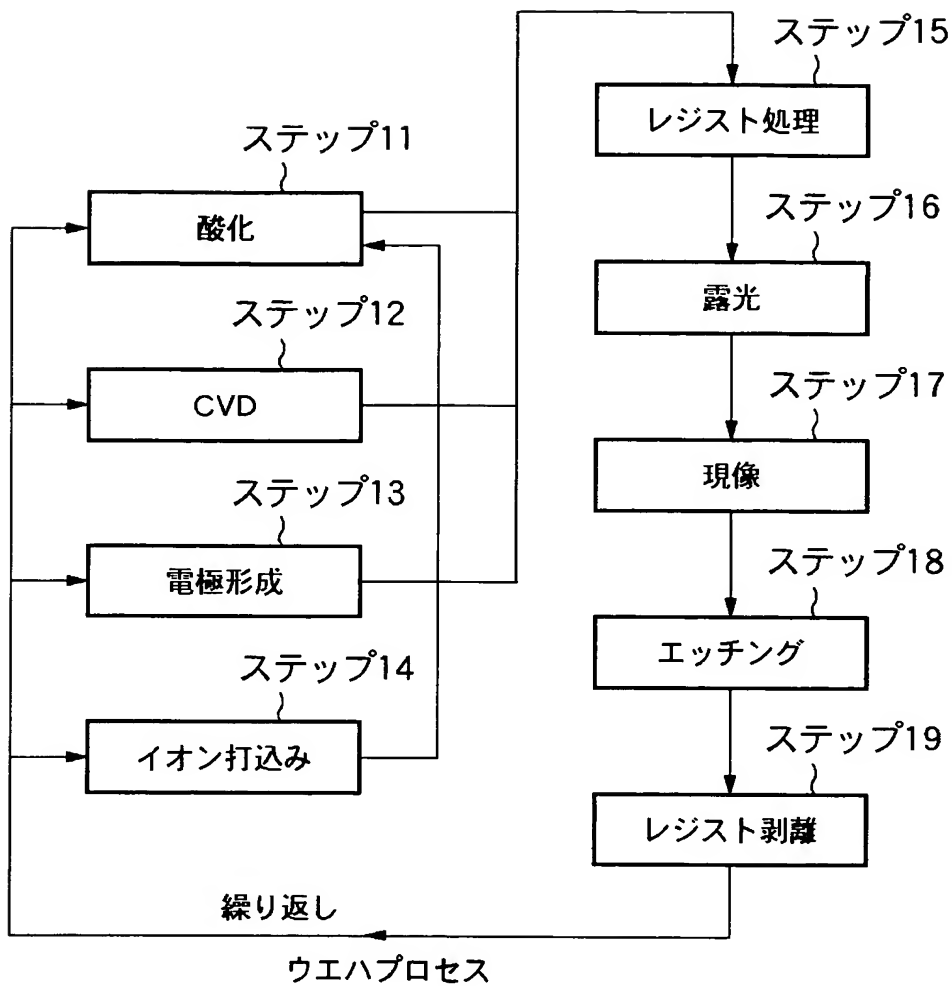 ステップ11
酸化
ステップ12
CVD
ステップ13
電極形成
ステップ14
イオン打込み
ステップ15
レジスト処理
ステップ16
露光
ステップ17
現像
ステップ18
エッチング
ステップ19
レジスト剥離
繰り返し
ウエハプロセス